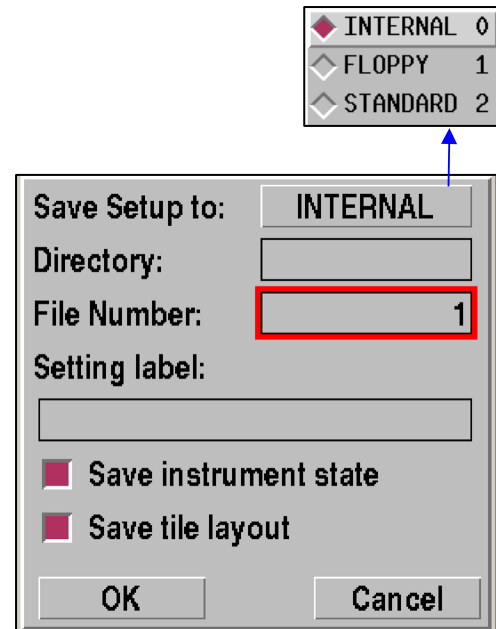 INTERNAL 0
FLOPPY 1
STANDARD 2
Save Setup to: INTERNAL
Directory:
File Number: 1
Setting label:
Save instrument state
Save tile layout
OK Cancel